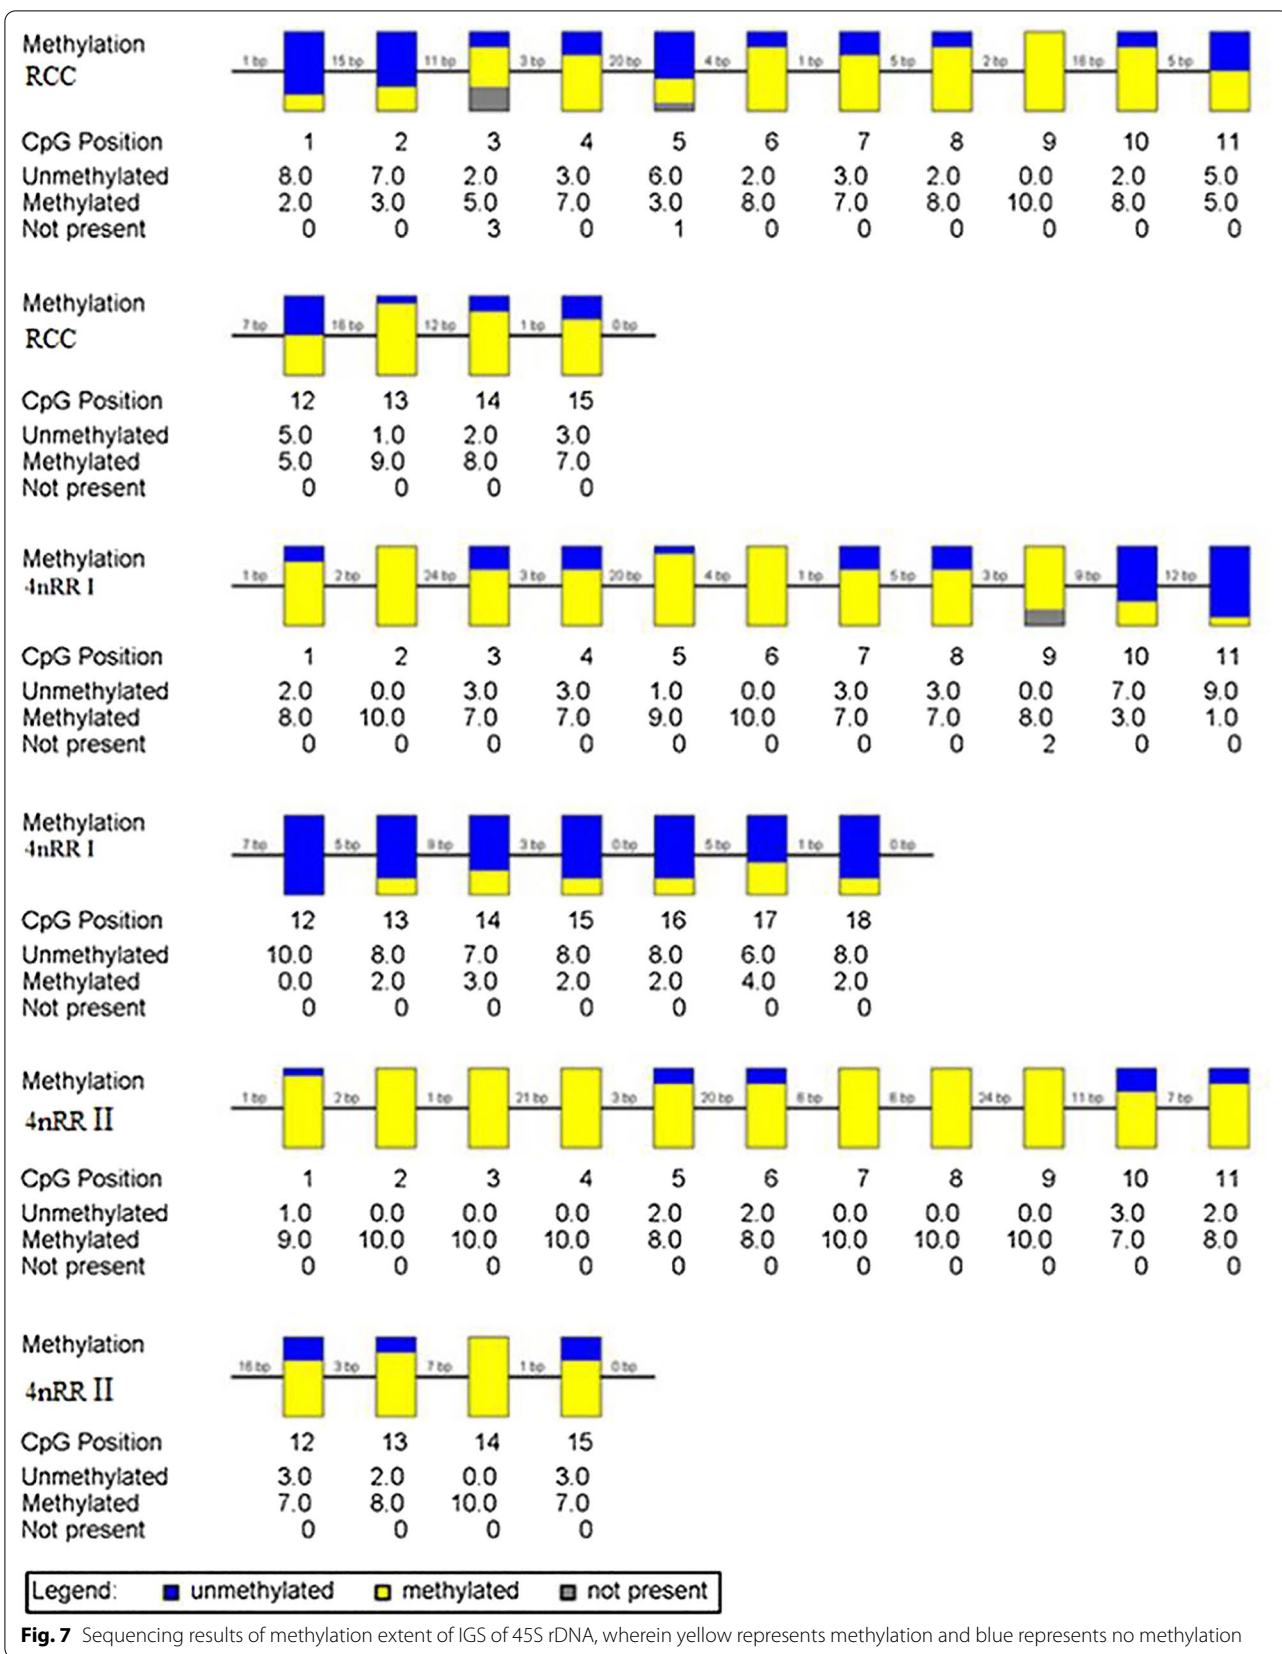 Methylation
RCC
1 bp 15 bp 11 bp 3 bp 20 bp 4 bp 1 bp 5 bp 2 bp 16 bp 5 bp
CpG Position 1 2 3 4 5 6 7 8 9 10 11
Unmethylated 8.0 7.0 2.0 3.0 6.0 2.0 3.0 2.0 0.0 2.0 5.0
Methylated 2.0 3.0 5.0 7.0 3.0 8.0 7.0 8.0 10.0 8.0 5.0
Not present 0 0 3 0 1 0 0 0 0 0 0
Methylation
RCC
7 bp 16 bp 12 bp 1 bp 0 bp
CpG Position 12 13 14 15
Unmethylated 5.0 1.0 2.0 3.0
Methylated 5.0 9.0 8.0 7.0
Not present 0 0 0 0
Methylation
4nRR I
1 bp 2 bp 24 bp 3 bp 20 bp 4 bp 1 bp 5 bp 3 bp 9 bp 12 bp
CpG Position 1 2 3 4 5 6 7 8 9 10 11
Unmethylated 2.0 0.0 3.0 3.0 1.0 0.0 3.0 3.0 0.0 7.0 9.0
Methylated 8.0 10.0 7.0 7.0 9.0 10.0 7.0 7.0 8.0 3.0 1.0
Not present 0 0 0 0 0 0 0 0 2 0 0
Methylation
4nRR I
7 bp 5 bp 9 bp 3 bp 0 bp 5 bp 1 bp 0 bp
CpG Position 12 13 14 15 16 17 18
Unmethylated 10.0 8.0 7.0 8.0 8.0 6.0 8.0
Methylated 0.0 2.0 3.0 2.0 2.0 4.0 2.0
Not present 0 0 0 0 0 0 0
Methylation
4nRR II
1 bp 2 bp 1 bp 21 bp 3 bp 20 bp 6 bp 6 bp 24 bp 11 bp 7 bp
CpG Position 1 2 3 4 5 6 7 8 9 10 11
Unmethylated 1.0 0.0 0.0 0.0 2.0 2.0 0.0 0.0 0.0 3.0 2.0
Methylated 9.0 10.0 10.0 10.0 8.0 8.0 10.0 10.0 10.0 7.0 8.0
Not present 0 0 0 0 0 0 0 0 0 0 0
Methylation
4nRR II
16 bp 3 bp 7 bp 1 bp 0 bp
CpG Position 12 13 14 15
Unmethylated 3.0 2.0 0.0 3.0
Methylated 7.0 8.0 10.0 7.0
Not present 0 0 0 0
Legend: unmethylated methylated not present
Fig. 7 Sequencing results of methylation extent of IGS of 45S rDNA, wherein yellow represents methylation and blue represents no methylation